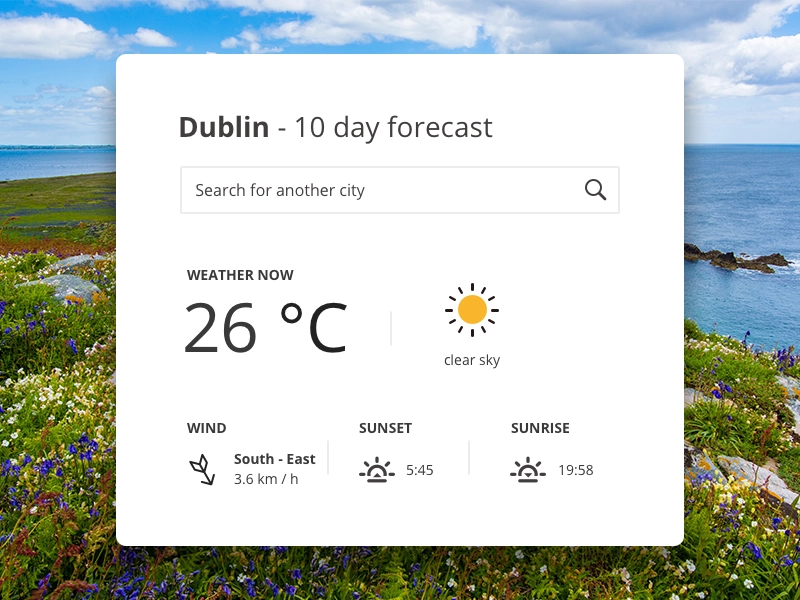 Dublin - 10 day forecast
Search for another city
WEATHER NOW
26 °C
clear sky
WIND
South - East
3.6 km / h
SUNSET
5:45
SUNRISE
19:58